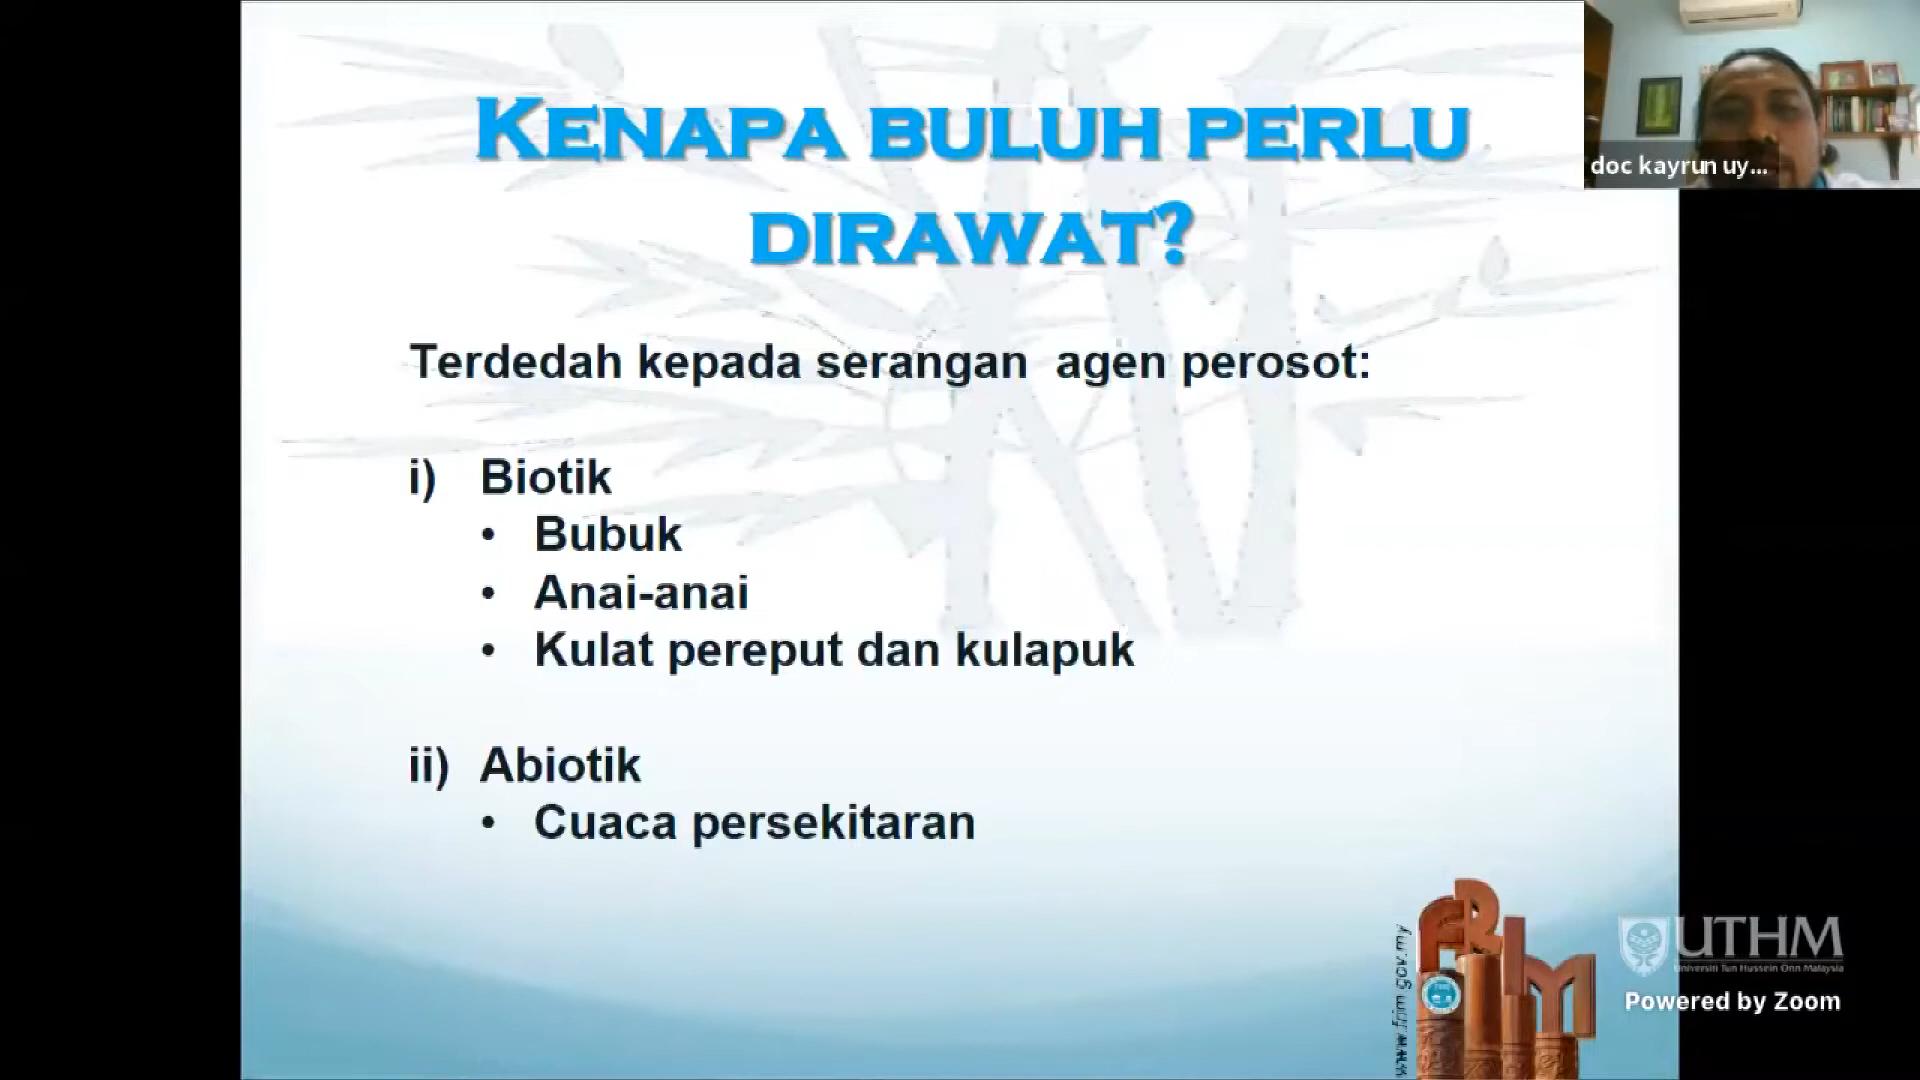 KENAPA BULUH PERLU
DIRAWAT?
doc kayrun uy...
Terdedah kepada serangan agen perosot:
i) Biotik
• Bubuk
• Anai-anai
• Kulat pereput dan kulapuk
ii) Abiotik
• Cuaca persekitaran
www.frim.gov.my
FRIM
UTHM
Universiti Tun Hussein Onn Malaysia
Powered by Zoom